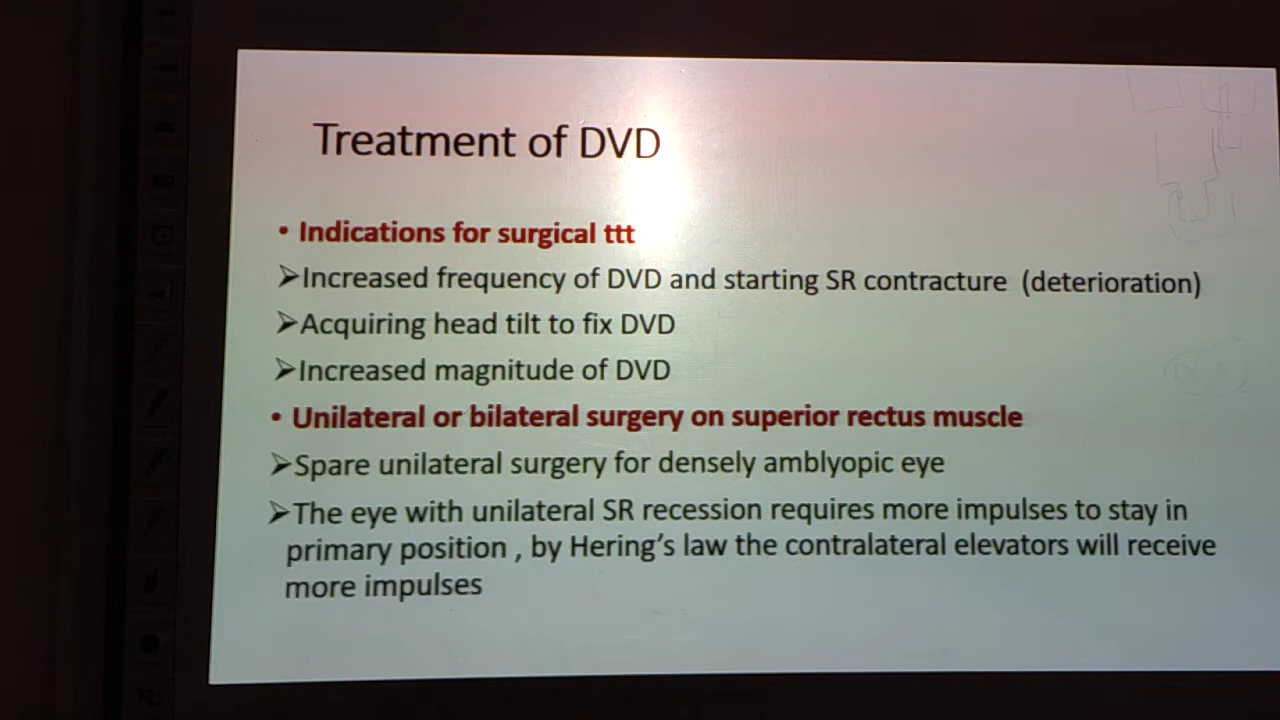 Treatment of DVD
• Indications for surgical ttt
➢Increased frequency of DVD and starting SR contracture (deterioration)
➢Acquiring head tilt to fix DVD
➢Increased magnitude of DVD
• Unilateral or bilateral surgery on superior rectus muscle
➢Spare unilateral surgery for densely amblyopic eye
➢The eye with unilateral SR recession requires more impulses to stay in
primary position , by Hering's law the contralateral elevators will receive
more impulses